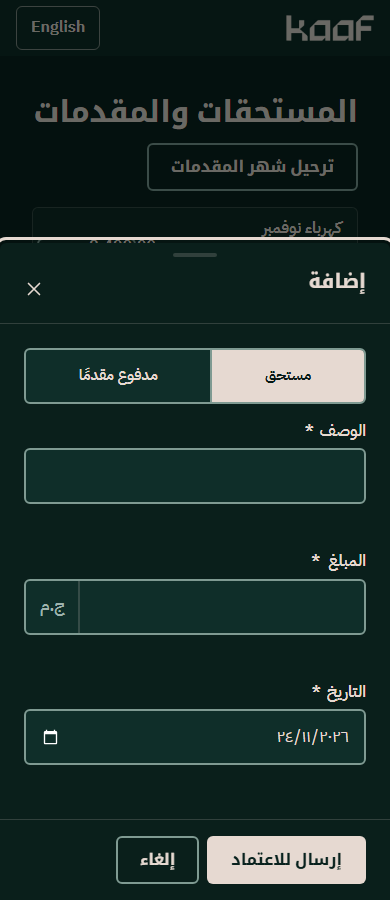 kaaf
English
المستحقات والمقدمات
ترحيل شهر المقدمات
كهرباء نوفمبر
إضافة
مستحق
مدفوع مقدمًا
الوصف *
المبلغ *
ج.م
التاريخ *
٢٤/١١/٢٠٢٦
إرسال للاعتماد
إلغاء